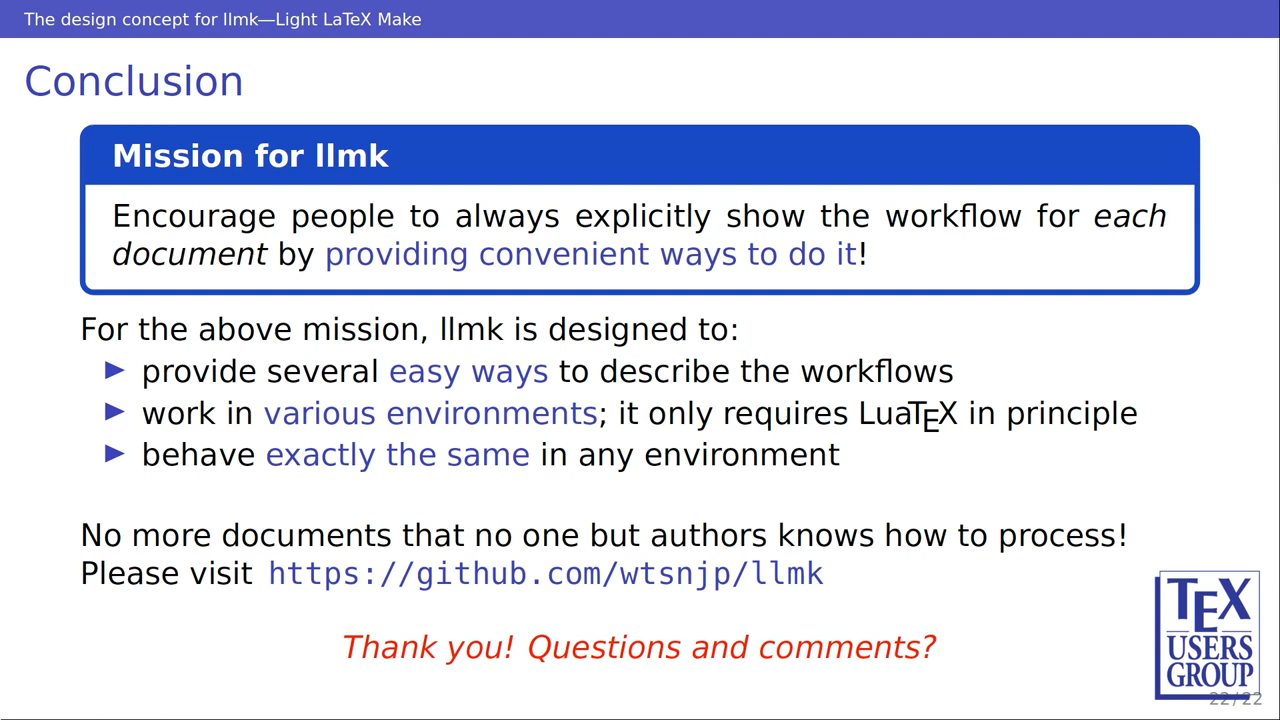 The design concept for llmk—Light LaTeX Make
Conclusion
Mission for llmk
Encourage people to always explicitly show the workflow for each
document by providing convenient ways to do it!
For the above mission, llmk is designed to:
▶ provide several easy ways to describe the workflows
▶ work in various environments; it only requires LuaTEX in principle
▶ behave exactly the same in any environment
No more documents that no one but authors knows how to process!
Please visit https://github.com/wtsnjp/llmk
Thank you! Questions and comments?
TEX
USERS
GROUP
22/22